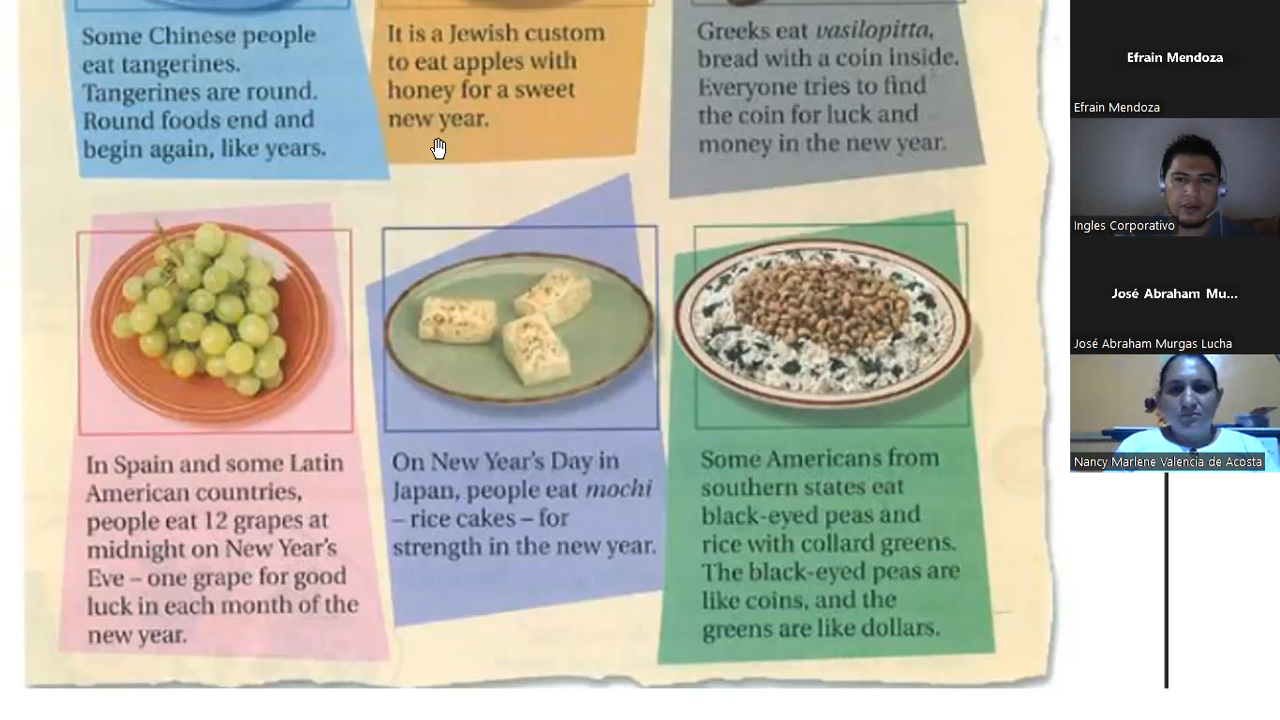 Some Chinese people
eat tangerines.
Tangerines are round.
Round foods end and
begin again, like years.
It is a Jewish custom
to eat apples with
honey for a sweet
new year.
Greeks eat vasilopitta,
bread with a coin inside.
Everyone tries to find
the coin for luck and
money in the new year.
In Spain and some Latin
American countries,
people eat 12 grapes at
midnight on New Year's
Eve – one grape for good
luck in each month of the
new year.
On New Year's Day in
Japan, people eat mochi
– rice cakes – for
strength in the new year.
Some Americans from
southern states eat
black-eyed peas and
rice with collard greens.
The black-eyed peas are
like coins, and the
greens are like dollars.
Efrain Mendoza
Efrain Mendoza
Ingles Corporativo
José Abraham Mu...
José Abraham Murgas Lucha
Nancy Marlene Valencia de Acosta